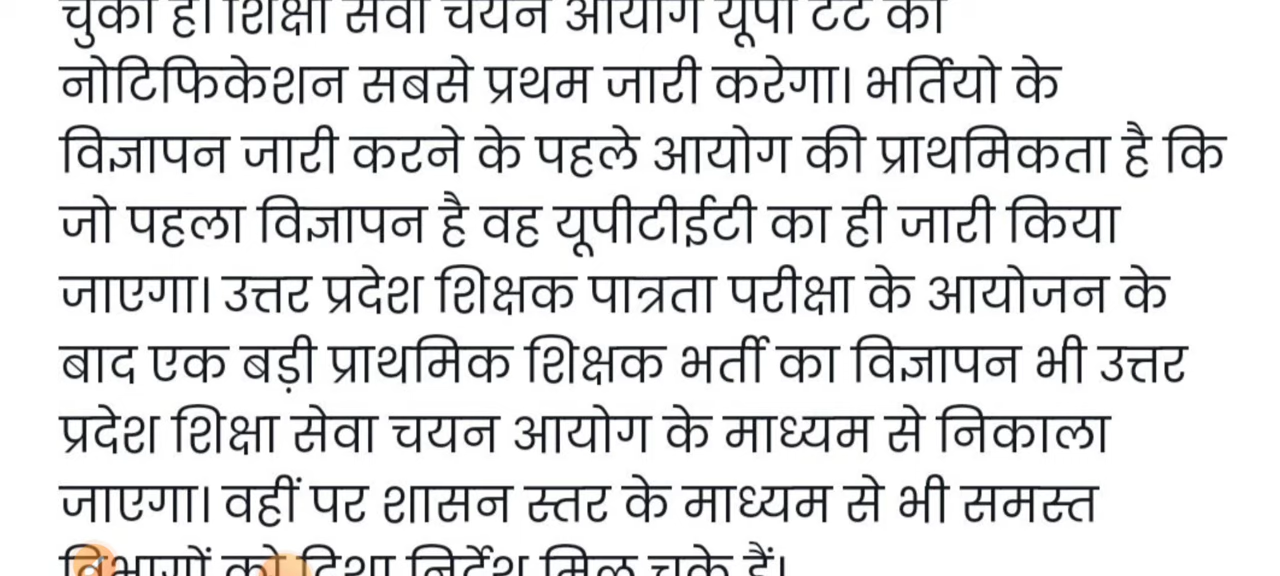 चुका है। शिक्षा सेवा चयन आयोग यूपी टेट का
नोटिफिकेशन सबसे प्रथम जारी करेगा। भर्तियो के
विज्ञापन जारी करने के पहले आयोग की प्राथमिकता है कि
जो पहला विज्ञापन है वह यूपीटीईटी का ही जारी किया
जाएगा। उत्तर प्रदेश शिक्षक पात्रता परीक्षा के आयोजन के
बाद एक बड़ी प्राथमिक शिक्षक भर्ती का विज्ञापन भी उत्तर
प्रदेश शिक्षा सेवा चयन आयोग के माध्यम से निकाला
जाएगा। वहीं पर शासन स्तर के माध्यम से भी समस्त
विभागों को दिशा निर्देश मिल चुके हैं।